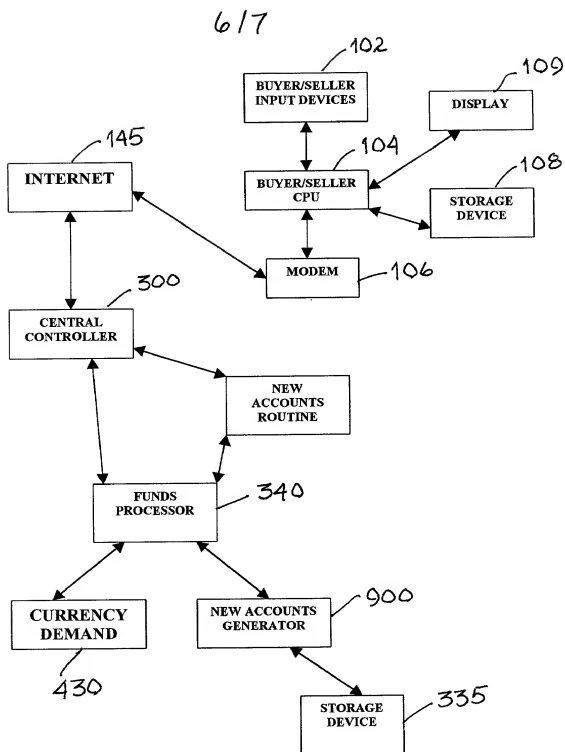 6/7
102
BUYER/SELLER
INPUT DEVICES
109
DISPLAY
145
INTERNET
104
BUYER/SELLER
CPU
108
STORAGE
DEVICE
MODEM
106
300
CENTRAL
CONTROLLER
NEW
ACCOUNTS
ROUTINE
FUNDS
PROCESSOR
340
CURRENCY
DEMAND
430
NEW ACCOUNTS
GENERATOR
900
STORAGE
DEVICE
335